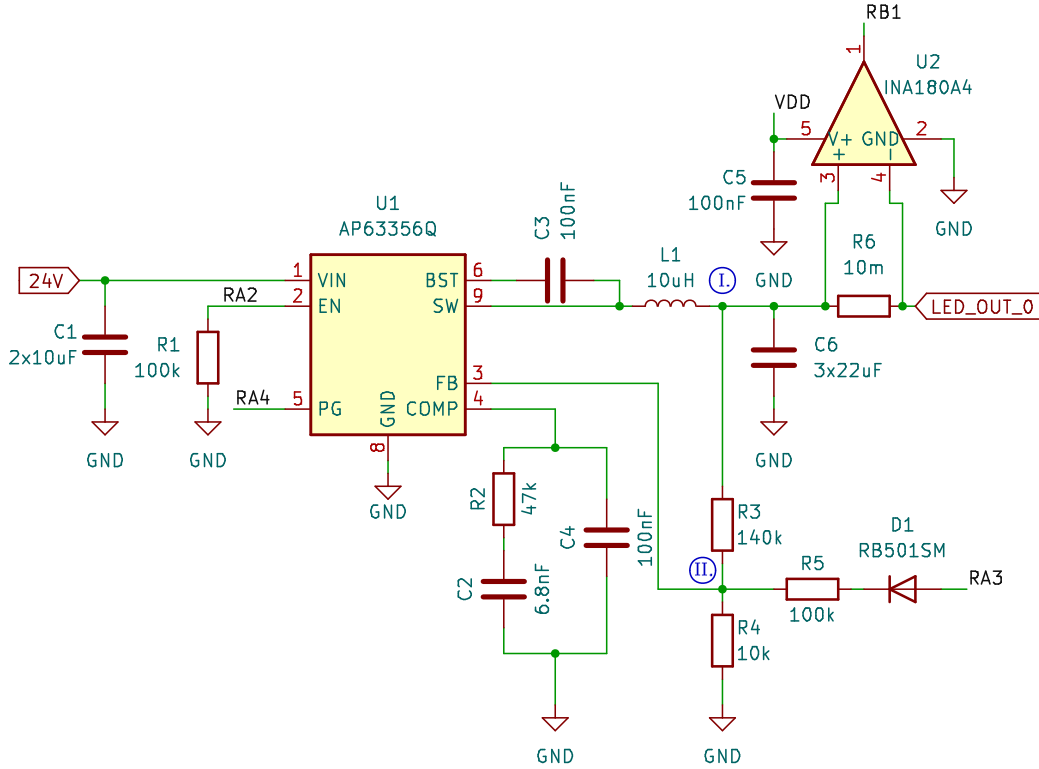 RB1
1
U2
INA180A4
VDD
5
V+
GND
2
+
-
3
4
C5
100nF
GND
GND
R6
10m
U1
AP63356Q
C3
100nF
L1
10uH
I.
24V
1
VIN
BST
6
RA2
2
EN
SW
9
LED_OUT_0
C1
2x10uF
R1
100k
C6
3x22uF
FB
3
RA4
5
PG
GND
COMP
4
8
GND
GND
GND
GND
R2
47k
C4
100nF
R3
140k
D1
RB501SM
II.
R5
100k
RA3
C2
6.8nF
R4
10k
GND
GND